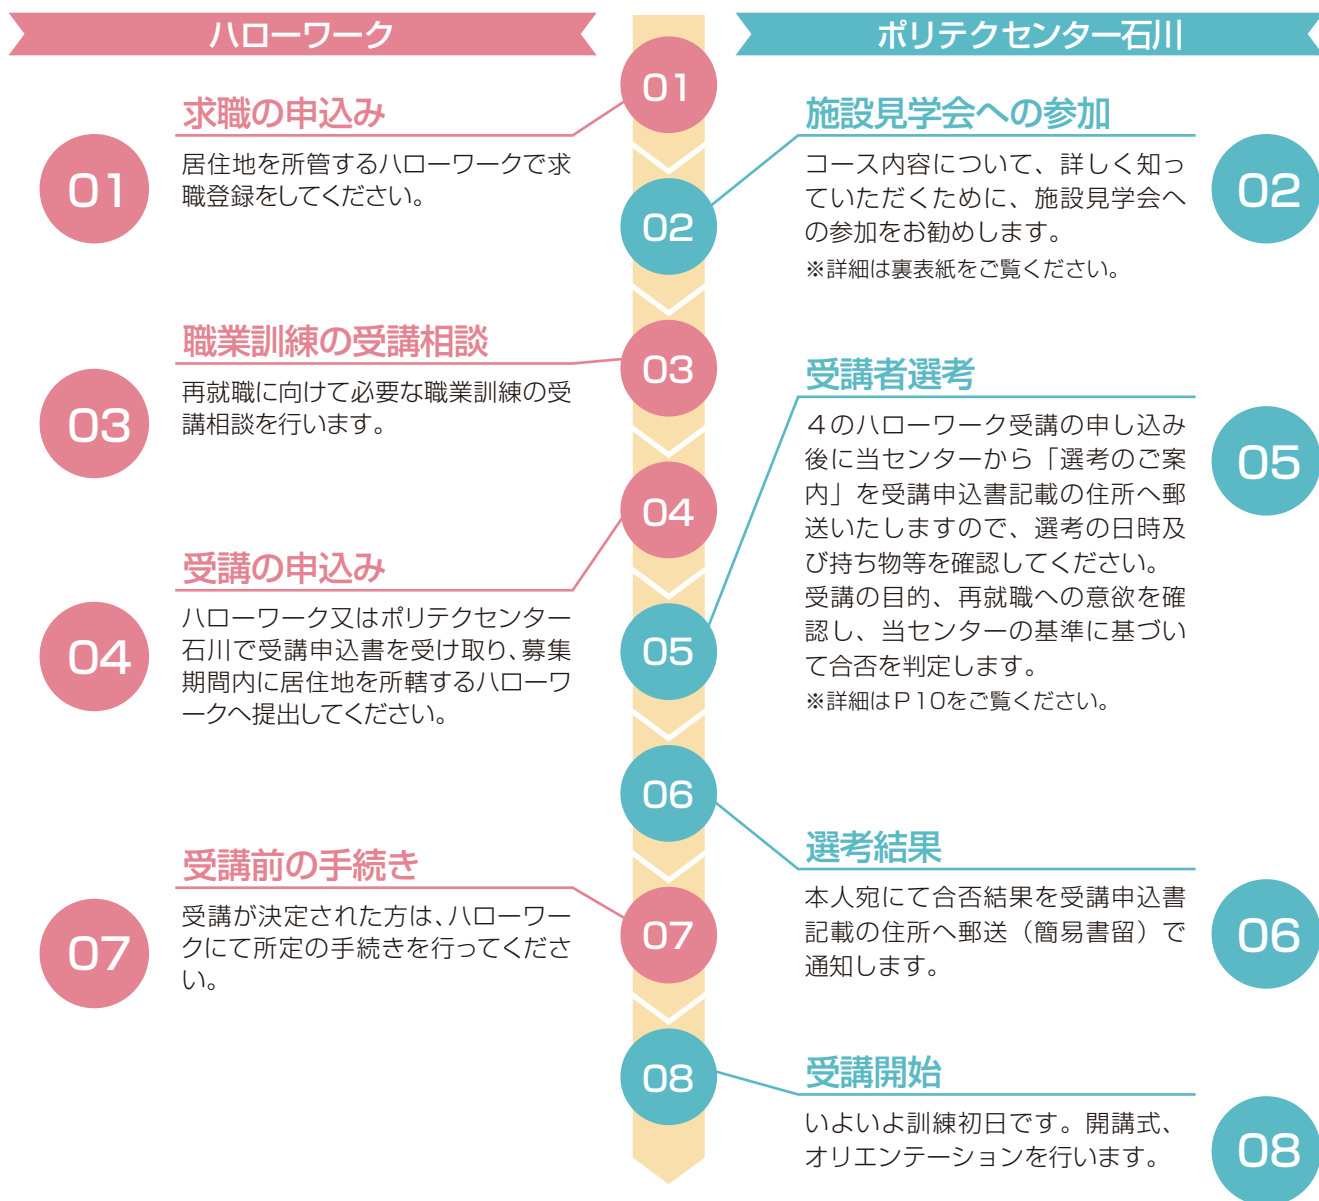 ハローワーク
ポリテクセンター石川
01
求職の申込み
居住地を所管するハローワークで求
職登録をしてください。
01
02
施設見学会への参加
コース内容について、詳しく知っ
ていただくために、施設見学会へ
の参加をお勧めします。
※詳細は裏表紙をご覧ください。
02
03
職業訓練の受講相談
再就職に向けて必要な職業訓練の受
講相談を行います。
03
04
受講の申込み
ハローワーク又はポリテクセンター
石川で受講申込書を受け取り、募集
期間内に居住地を所轄するハローワ
ークへ提出してください。
04
05
受講者選考
４のハローワーク受講の申し込み
後に当センターから「選考のご案
内」を受講申込書記載の住所へ郵
送いたしますので、選考の日時及
び持ち物等を確認してください。
受講の目的、再就職への意欲を確
認し、当センターの基準に基づい
て合否を判定します。
※詳細はP10をご覧ください。
05
06
選考結果
本人宛にて合否結果を受講申込書
記載の住所へ郵送（簡易書留）で
通知します。
06
07
受講前の手続き
受講が決定された方は、ハローワー
クにて所定の手続きを行ってくださ
い。
07
08
受講開始
いよいよ訓練初日です。開講式、
オリエンテーションを行います。
08